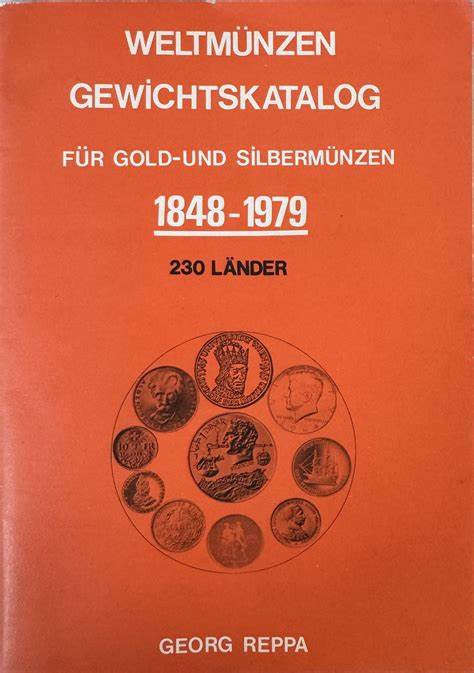 WELTMÜNZEN
GEWiCHTSKATALOG
FÜR GOLD-UND SiLBERMÜNZEN
1848-1979
230 LÄNDER
GEORG REPPA